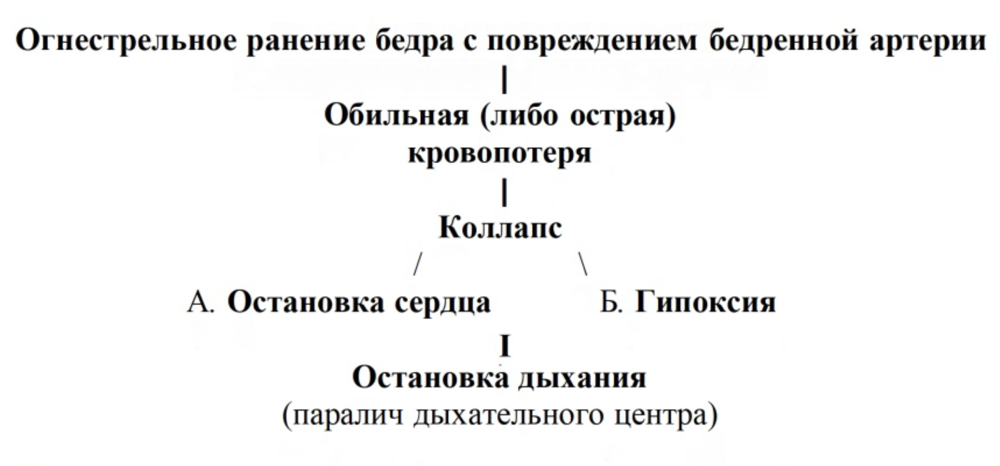 Огнестрельное ранение бедра с повреждением бедренной артерии
|
Обильная (либо острая)
кровопотеря
|
Коллапс
/ \
А. Остановка сердца Б. Гипоксия
I
Остановка дыхания
(паралич дыхательного центра)